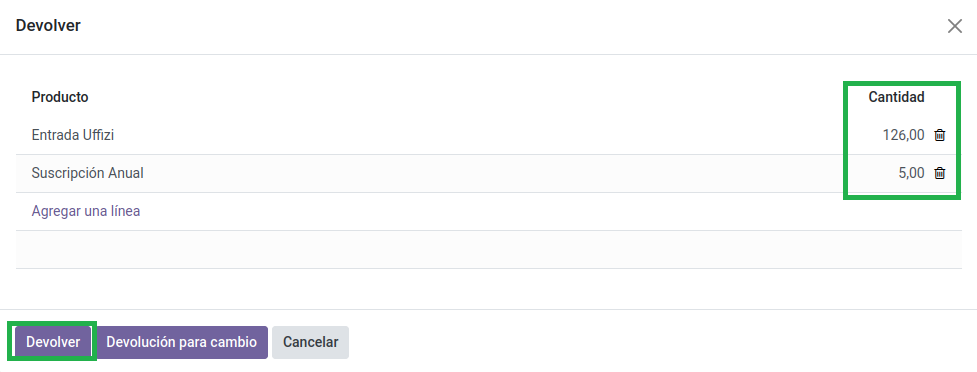 Devolver
Producto Cantidad
Entrada Uffizi 126,00
Suscripción Anual 5,00
Agregar una línea
Devolver Devolución para cambio Cancelar